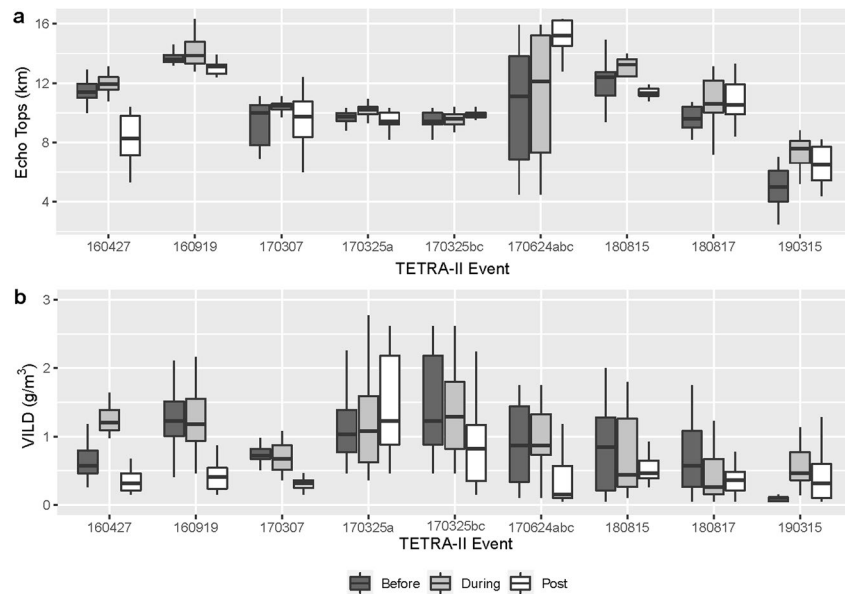 a
16
12
8
4
Echo Tops (km)
160427 160919 170307 170325a 170325bc 170624abc 180815 180817 190315
TETRA-II Event
b
3
2
1
0
VILD (g/m³)
160427 160919 170307 170325a 170325bc 170624abc 180815 180817 190315
TETRA-II Event
Before During Post